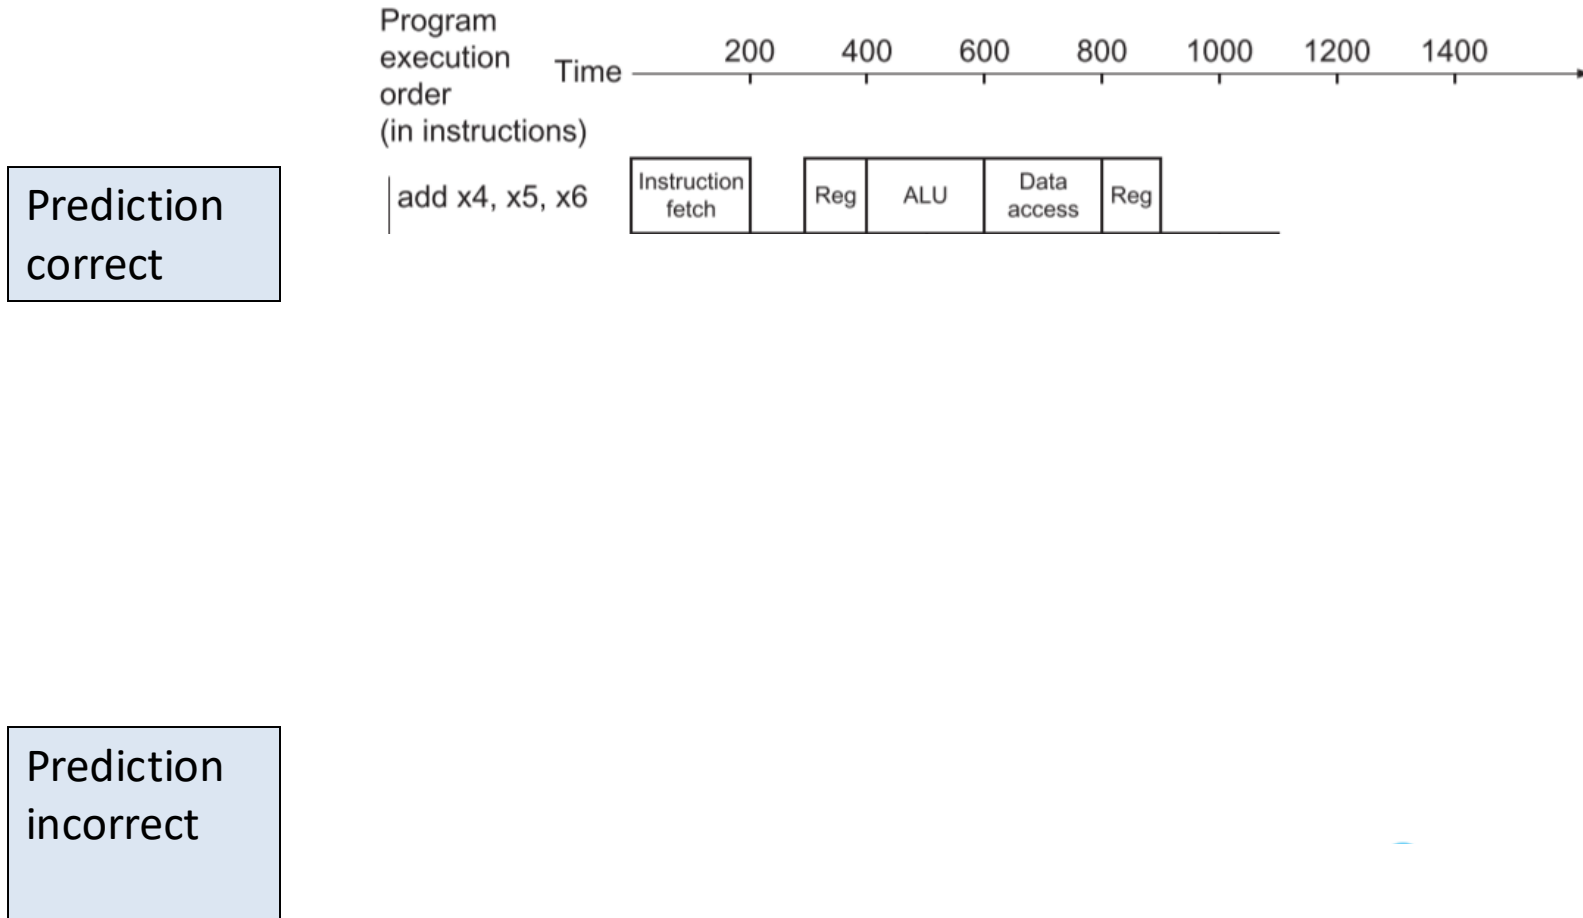 Program
execution
order
(in instructions)
Time
200 400 600 800 1000 1200 1400
Prediction
correct
add x4, x5, x6
Instruction
fetch
Reg
ALU
Data
access
Reg
Prediction
incorrect